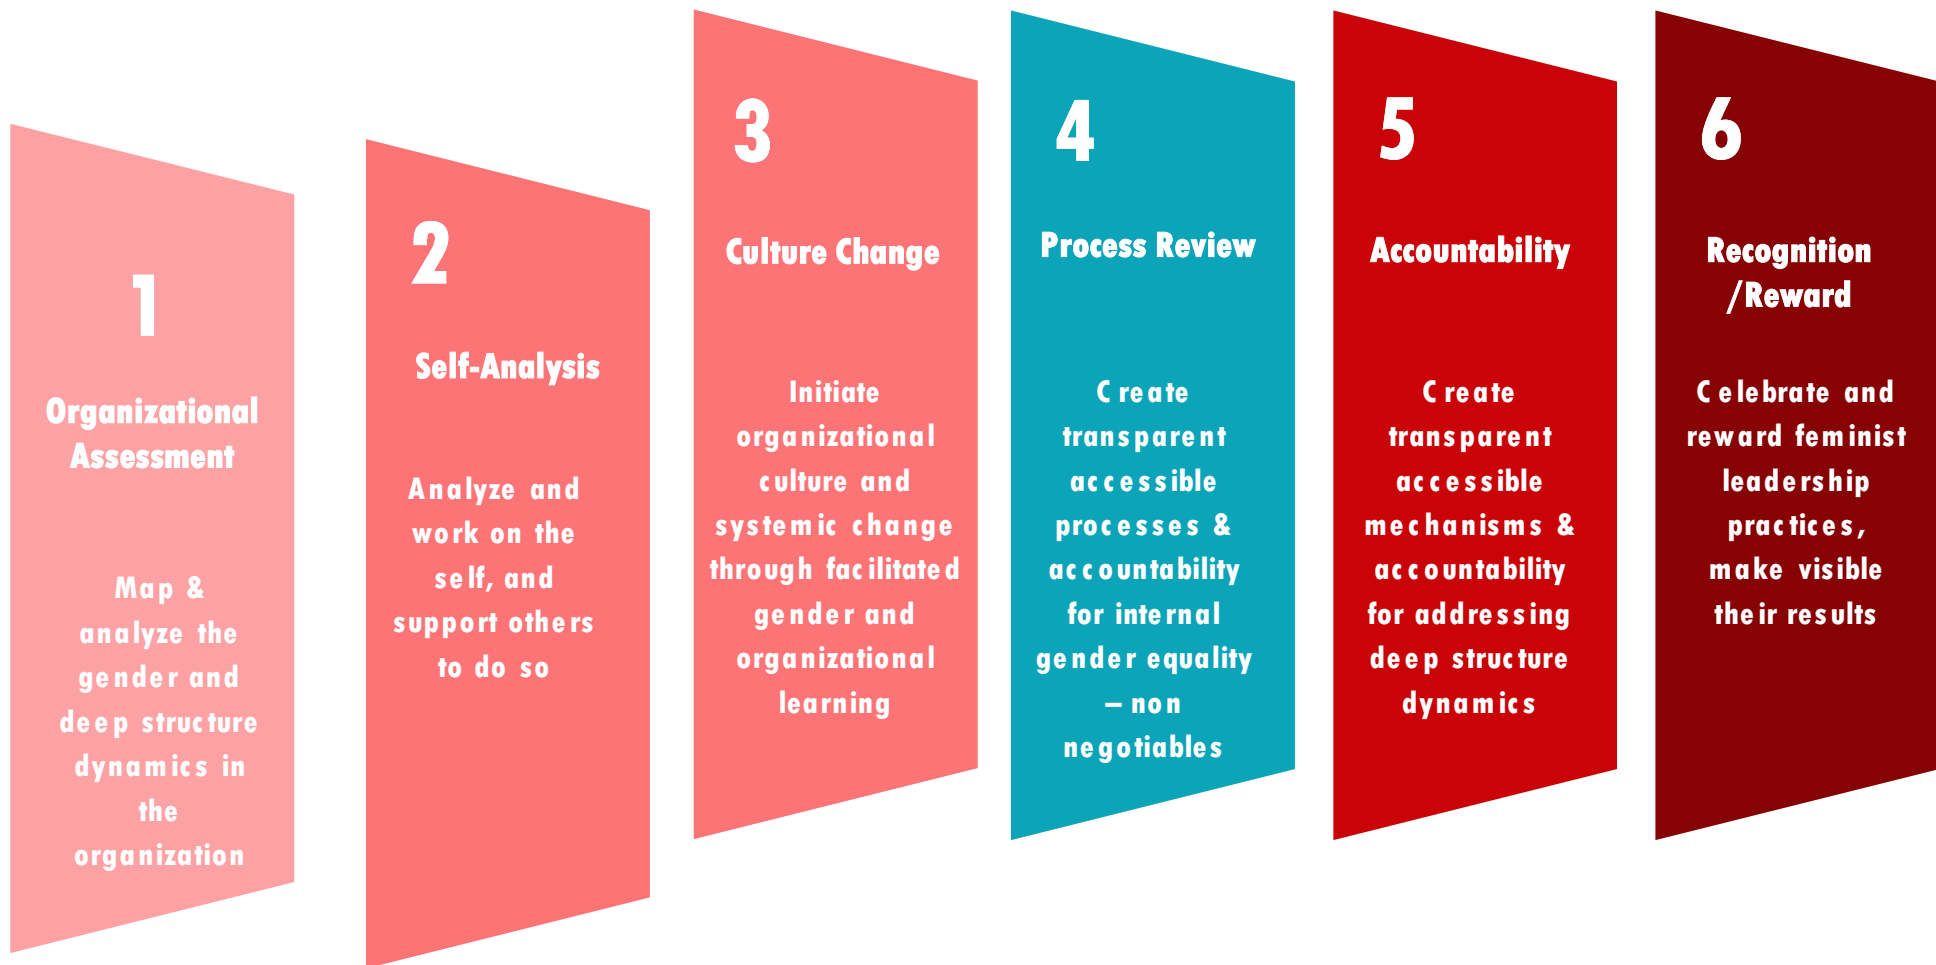 1
Organizational
Assessment
Map &
analyze the
gender and
deep structure
dynamics in
the
organization
2
Self-Analysis
Analyze and
work on the
self, and
support others
to do so
3
Culture Change
Initiate
organizational
culture and
systemic change
through facilitated
gender and
organizational
learning
4
Process Review
Create
transparent
accessible
processes &
accountability
for internal
gender equality
– non
negotiables
5
Accountability
Create
transparent
accessible
mechanisms &
accountability
for addressing
deep structure
dynamics
6
Recognition
/Reward
Celebrate and
reward feminist
leadership
practices,
make visible
their results